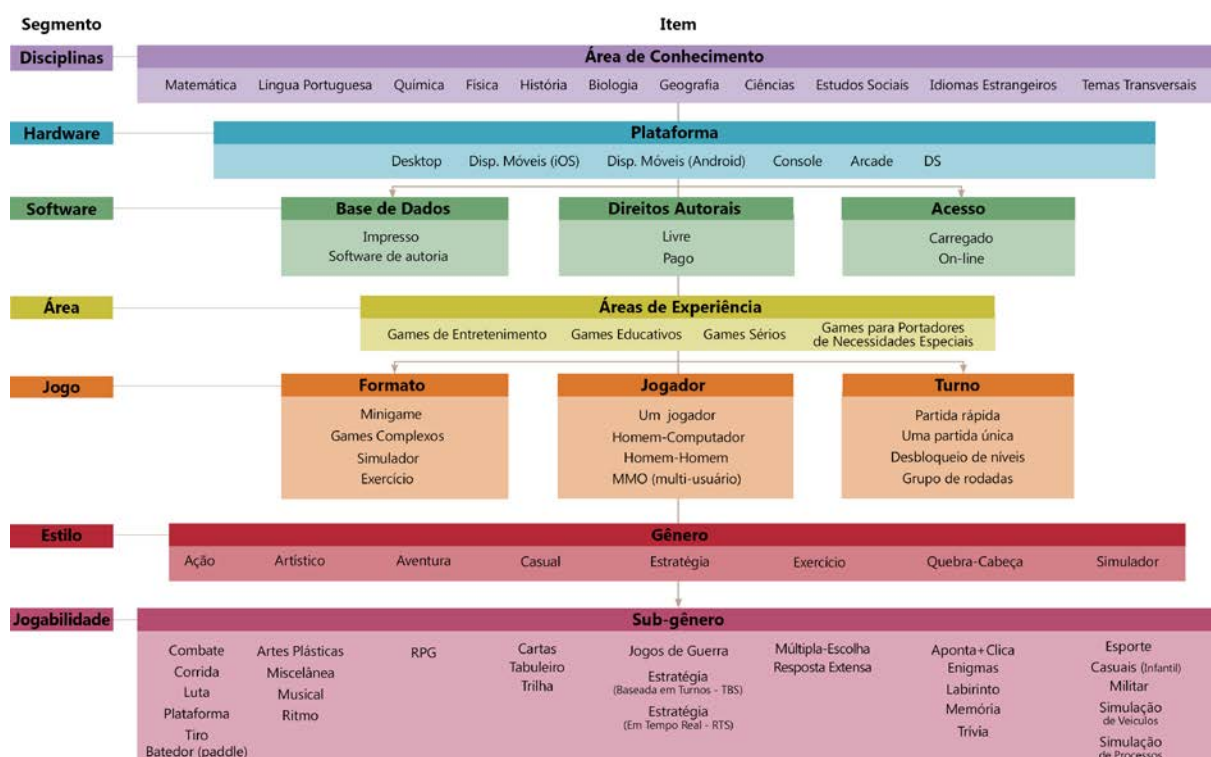 Segmento Item
Disciplinas Área de Conhecimento
Matemática Língua Portuguesa Química Física História Biologia Geografia Ciências Estudos Sociais Idiomas Estrangeiros Temas Transversais
Hardware Plataforma
Desktop Disp. Móveis (iOS) Disp. Móveis (Android) Console Arcade DS
Software Base de Dados Direitos Autorais Acesso
Impresso Livre Carregado
Software de autoria Pago On-line
Área Áreas de Experiência
Games de Entretenimento Games Educativos Games Sérios Games para Portadores
de Necessidades Especiais
Jogo Formato Jogador Turno
Minigame Um jogador Partida rápida
Games Complexos Homem-Computador Uma partida única
Simulador Homem-Homem Desbloqueio de níveis
Exercício MMO (multi-usuário) Grupo de rodadas
Estilo Gênero
Ação Artístico Aventura Casual Estratégia Exercício Quebra-Cabeça Simulador
Jogabilidade Sub-gênero
Combate
Corrida
Luta
Plataforma
Tiro
Batedor (paddle)
Artes Plásticas
Miscelânea
Musical
Ritmo
RPG
Cartas
Tabuleiro
Trilha
Jogos de Guerra
Estratégia
(Baseada em Turnos - TBS)
Estratégia
(Em Tempo Real - RTS)
Múltipla-Escolha
Resposta Extensa
Aponta+Clica
Enigmas
Labirinto
Memória
Trívia
Esporte
Casuais (Infantil)
Militar
Simulação
de Veiculos
Simulação
de Processos